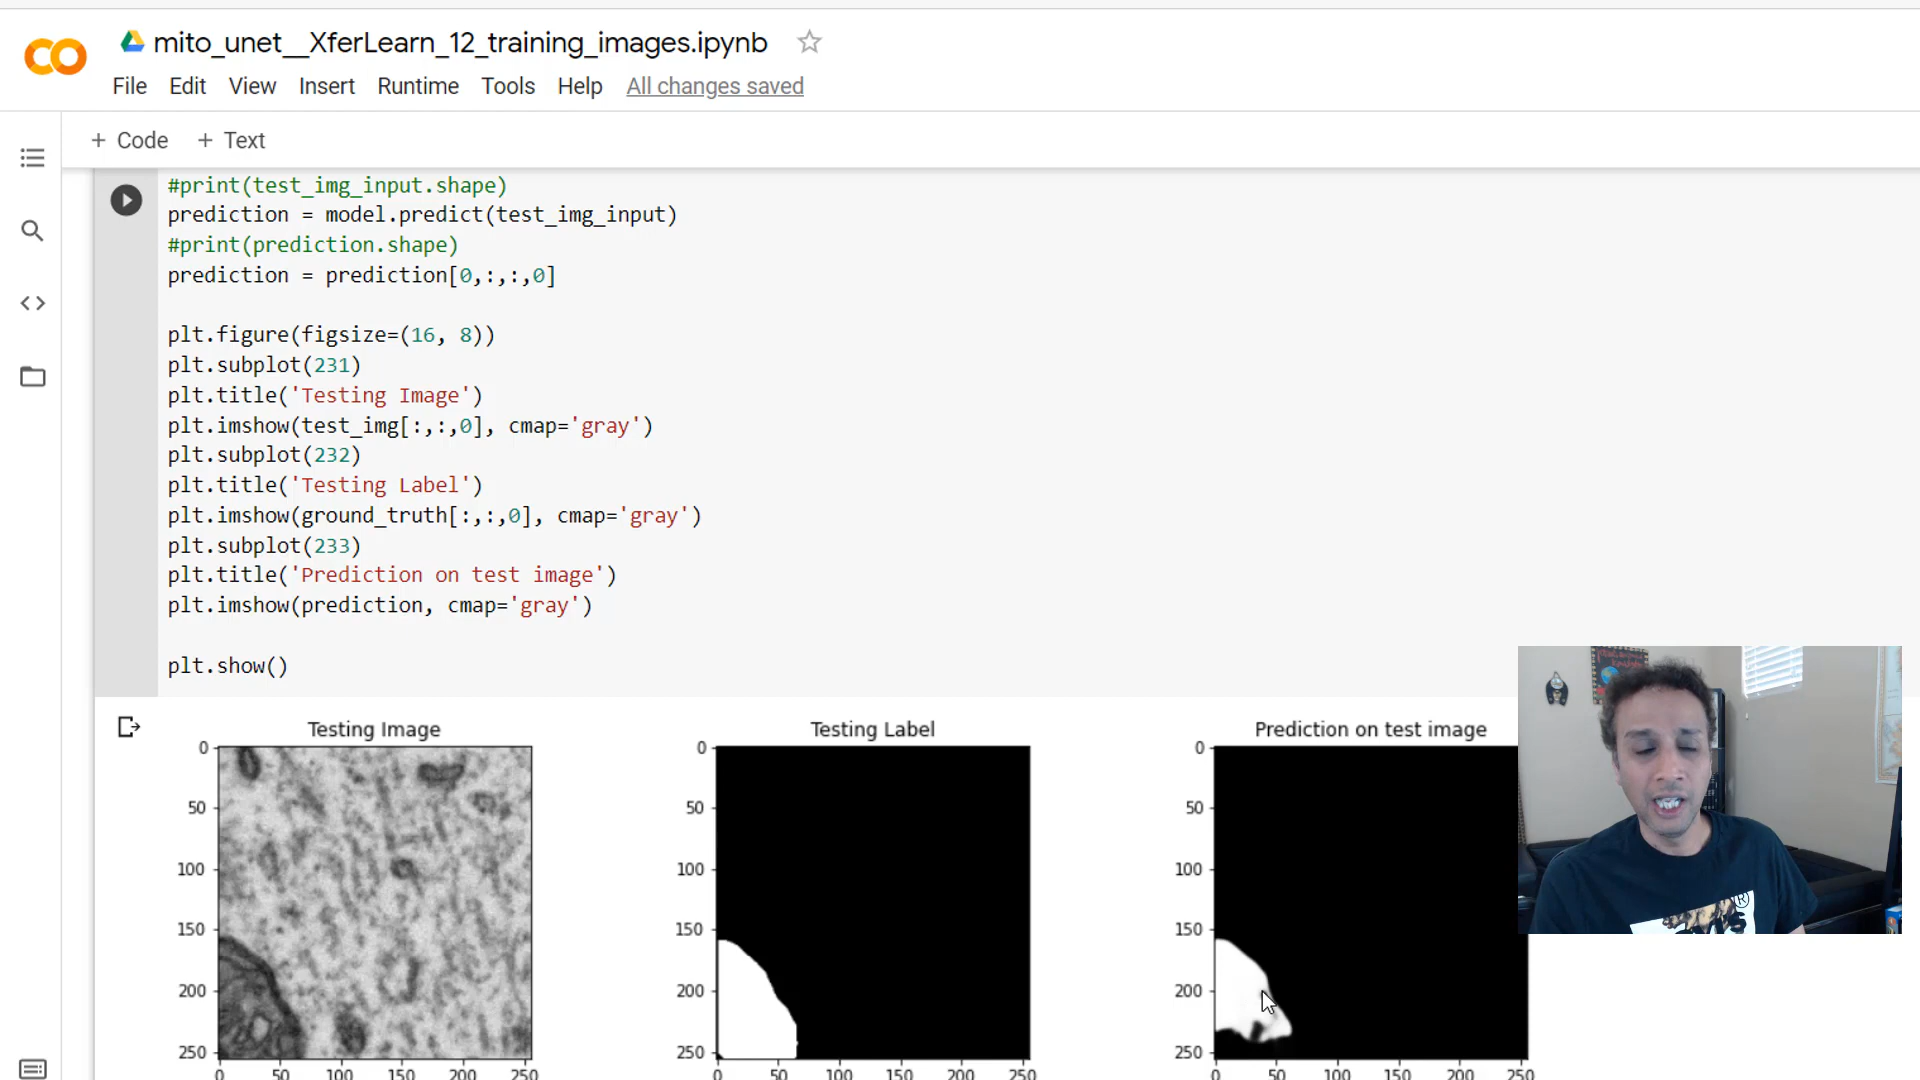 mito_unet__XferLearn_12_training_images.ipynb
File Edit View Insert Runtime Tools Help All changes saved
+ Code + Text
#print(test_img_input.shape)
prediction = model.predict(test_img_input)
#print(prediction.shape)
prediction = prediction[0,:,:,0]
plt.figure(figsize=(16, 8))
plt.subplot(231)
plt.title('Testing Image')
plt.imshow(test_img[:,:,0], cmap='gray')
plt.subplot(232)
plt.title('Testing Label')
plt.imshow(ground_truth[:,:,0], cmap='gray')
plt.subplot(233)
plt.title('Prediction on test image')
plt.imshow(prediction, cmap='gray')
plt.show()
Testing Image Testing Label Prediction on test image
0 0 0
50 50 50
100 100 100
150 150 150
200 200 200
250 250 250
0 50 100 150 200 250 0 50 100 150 200 250 0 50 100 150 200 250